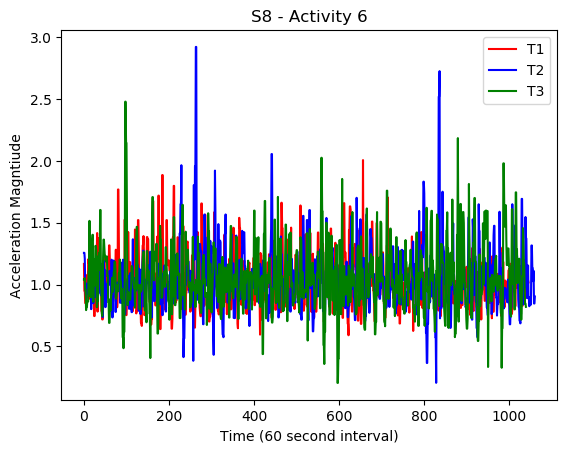 S8 - Activity 6
T1
T2
T3
3.0
2.5
2.0
1.5
1.0
0.5
Acceleration Magntiude
0
200
400
600
800
1000
Time (60 second interval)